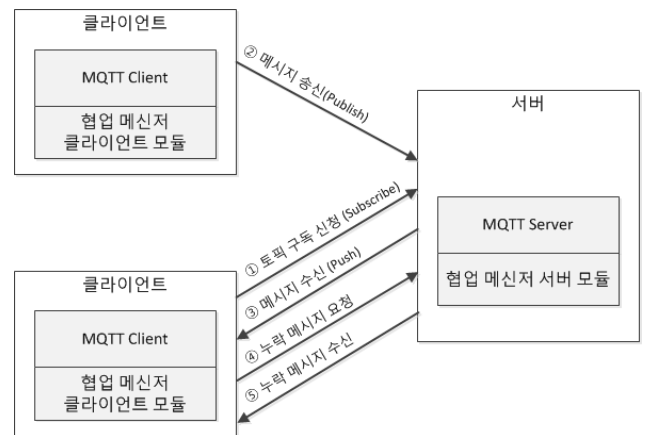 클라이언트
MQTT Client
협업 메신저
클라이언트 모듈
② 메시지 송신(Publish)
서버
MQTT Server
협업 메신저 서버 모듈
① 토픽 구독 신청 (Subscribe)
③ 메시지 수신 (Push)
④ 누락 메시지 요청
⑤ 누락 메시지 수신
클라이언트
MQTT Client
협업 메신저
클라이언트 모듈